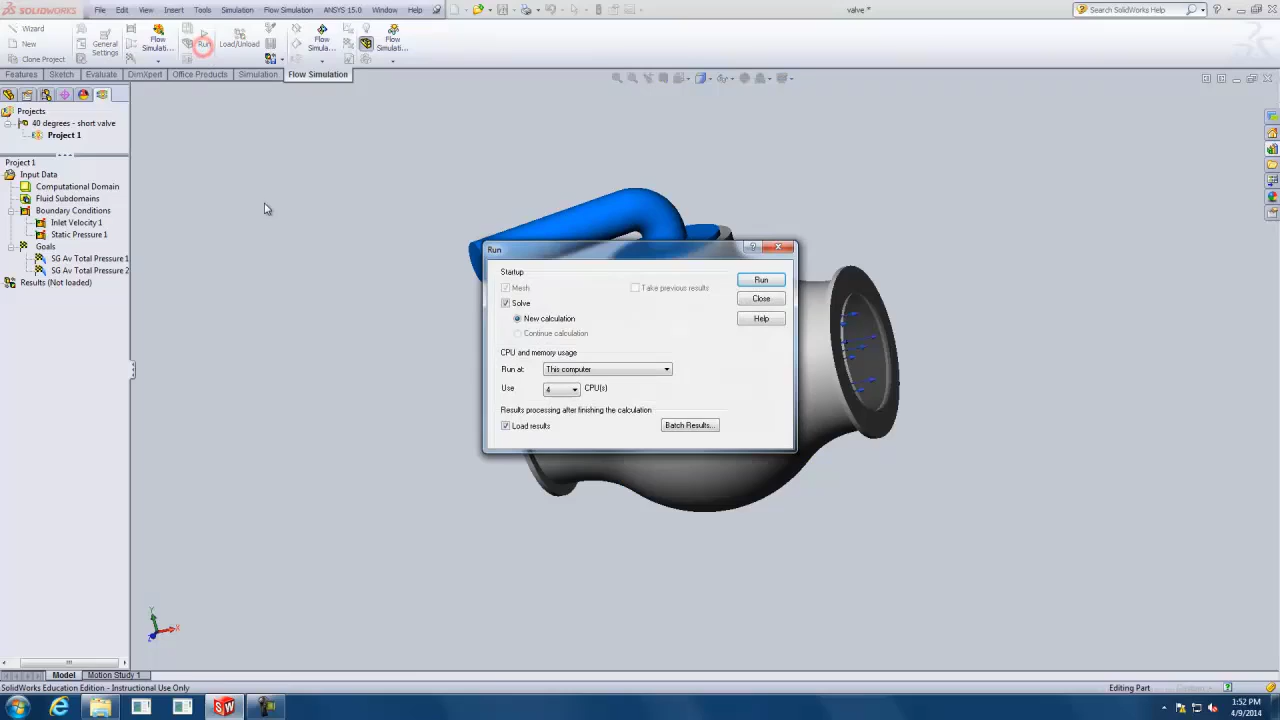 SOLIDWORKS File Edit View Insert Tools Simulation Flow Simulation ANSYS 15.0 Window Help valve * Search SolidWorks Help
Wizard
New
Clone Project
General Settings
Flow Simulati...
Run
Load/Unload
Flow Simula...
Flow Simulati...
Features Sketch Evaluate DimXpert Office Products Simulation Flow Simulation
Projects
40 degrees - short valve
Project 1
Project 1
Input Data
Computational Domain
Fluid Subdomains
Boundary Conditions
Inlet Velocity 1
Static Pressure 1
Goals
SG Av Total Pressure 1
SG Av Total Pressure 2
Results (Not loaded)
Run
Startup
Mesh Take previous results
Solve
New calculation
Continue calculation
CPU and memory usage
Run at: This computer
Use 4 CPU(s)
Results processing after finishing the calculation
Load results Batch Results...
Run
Close
Help
Y
X
Z
Model Motion Study 1
SolidWorks Education Edition - Instructional Use Only Editing Part
SW
1:52 PM
4/9/2014